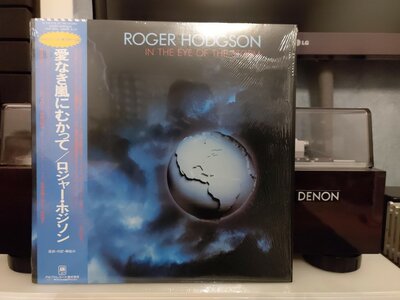 ROGER HODGSON
IN THE EYE OF THE
愛なき風にむかって/ロジャー・ホジソン
A&M
LG
DENON